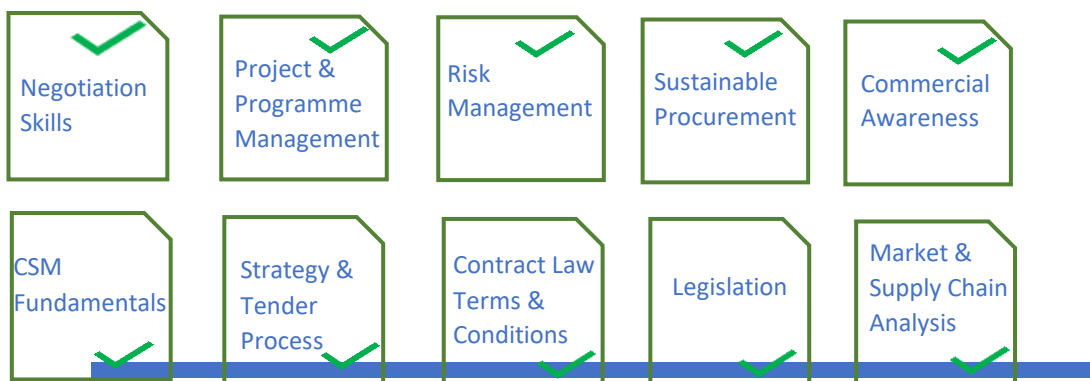 Negotiation
Skills
Project &
Programme
Management
Risk
Management
Sustainable
Procurement
Commercial
Awareness
CSM
Fundamentals
Strategy &
Tender
Process
Contract Law
Terms &
Conditions
Legislation
Market &
Supply Chain
Analysis